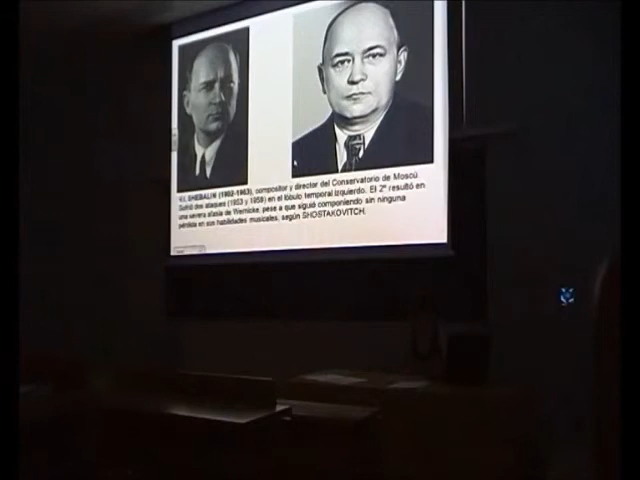 SHEBALIN (1902-1963), compositor y director del Conservatorio de Moscú
Sufrió dos ataques (1953 y 1959) en el lóbulo temporal izquierdo. El 2º resultó en
una severa afasia de Wernicke, pese a que siguió componiendo sin ninguna
pérdida en sus habilidades musicales, según SHOSTAKOVITCH.